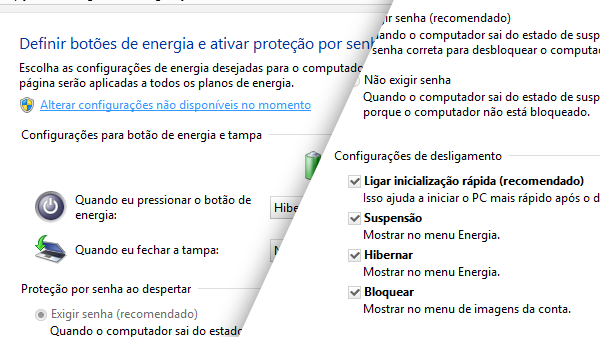 Definir botões de energia e ativar proteção por
Escolha as configurações de energia desejadas para o computado
página serão aplicadas a todos os planos de energia.
Alterar configurações não disponíveis no momento
Configurações para botão de energia e tampa
Quando eu pressionar o botão de
energia:
Hibe
Quando eu fechar a tampa:
N
Proteção por senha ao despertar
Exigir senha (recomendado)
Quando o computador sai do estado
senha (recomendado)
o computador sai do estado de susp
senha correta para desbloquear o computa
Não exigir senha
Quando o computador sai do estado de susp
porque o computador não está bloqueado.
Configurações de desligamento
Ligar inicialização rápida (recomendado)
Isso ajuda a iniciar o PC mais rápido após o d
Suspensão
Mostrar no menu Energia.
Hibernar
Mostrar no menu Energia.
Bloquear
Mostrar no menu de imagens da conta.